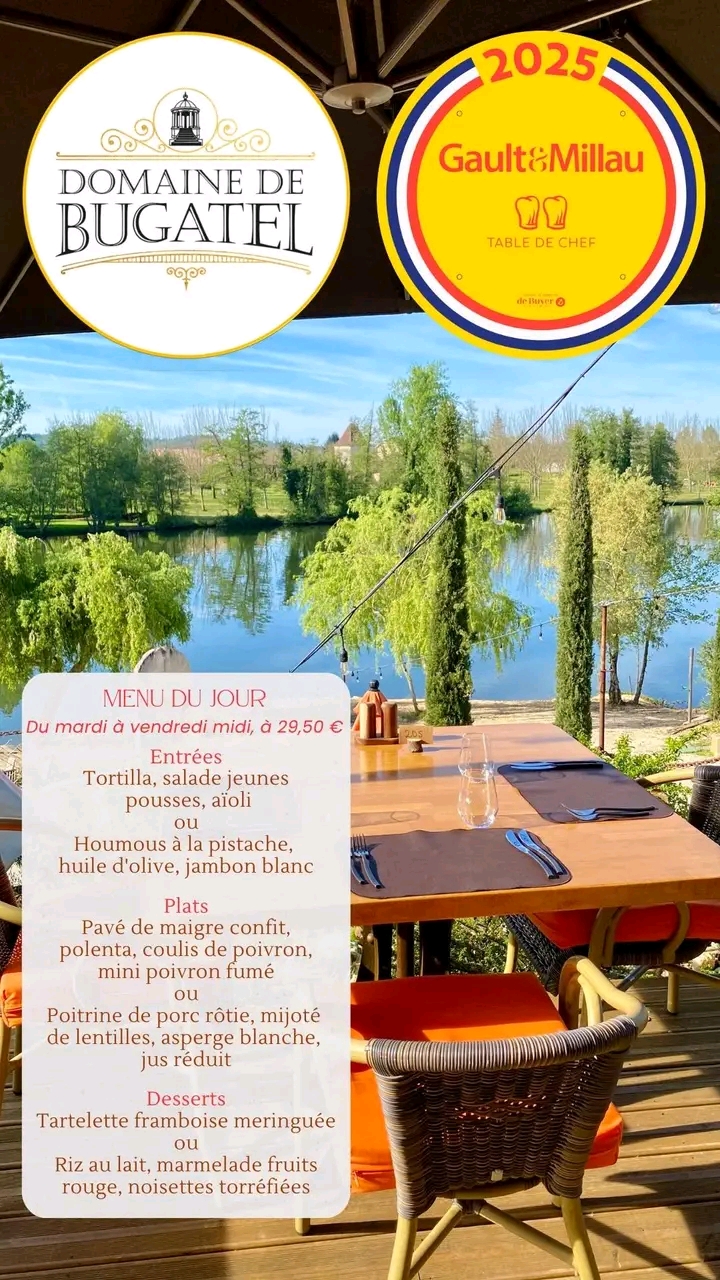 DOMAINE DE
BUGATEL
2025
Gault&Millau
TABLE DE CHEF
de Buyer
MENU DU JOUR
Du mardi à vendredi midi, à 29,50 €
Entrées
Tortilla, salade jeunes
pousses, aïoli
ou
Houmous à la pistache,
huile d'olive, jambon blanc
Plats
Pavé de maigre confit,
polenta, coulis de poivron,
mini poivron fumé
ou
Poitrine de porc rôtie, mijoté
de lentilles, asperge blanche,
jus réduit
Desserts
Tartelette framboise meringuée
ou
Riz au lait, marmelade fruits
rouge, noisettes torréfiées
205